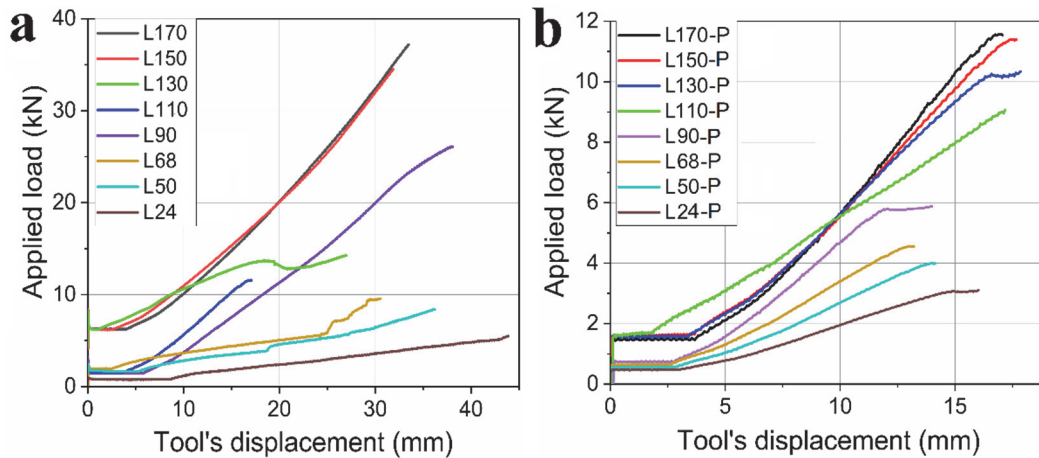 a
Applied load (kN)
40
30
20
10
0
L170
L150
L130
L110
L90
L68
L50
L24
0 10 20 30 40
Tool's displacement (mm)
b
Applied load (kN)
12
10
8
6
4
2
0
L170-P
L150-P
L130-P
L110-P
L90-P
L68-P
L50-P
L24-P
0 5 10 15
Tool's displacement (mm)